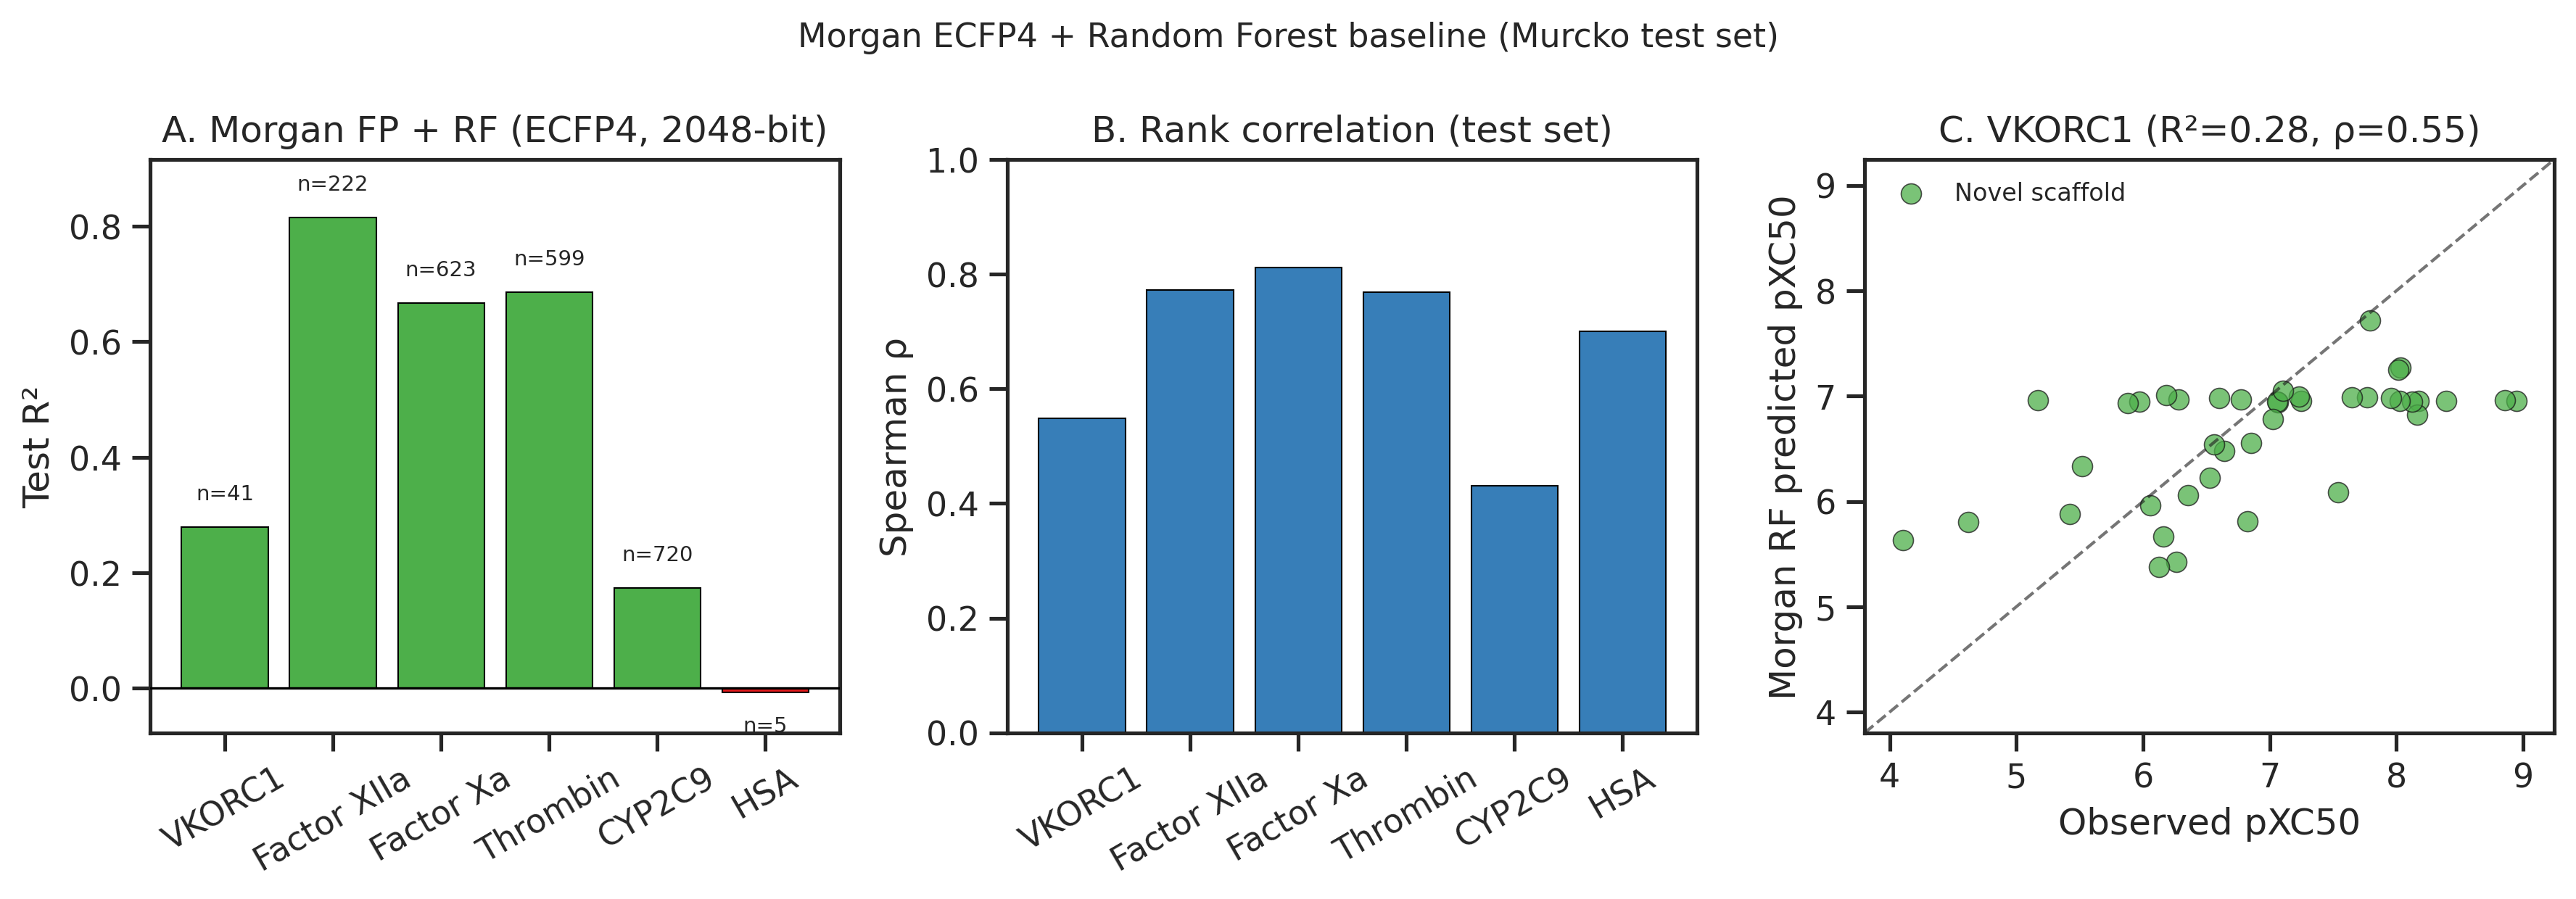 Morgan ECFP4 + Random Forest baseline (Murcko test set)
A. Morgan FP + RF (ECFP4, 2048-bit)
Test R²
0.8
0.6
0.4
0.2
0.0
n=41
n=222
n=623
n=599
n=720
n=5
VKORC1
Factor XIIa
Factor Xa
Thrombin
CYP2C9
HSA
B. Rank correlation (test set)
Spearman ρ
1.0
0.8
0.6
0.4
0.2
0.0
VKORC1
Factor XIIa
Factor Xa
Thrombin
CYP2C9
HSA
C. VKORC1 (R²=0.28, ρ=0.55)
Morgan RF predicted pXC50
9
8
7
6
5
4
Novel scaffold
4
5
6
7
8
9
Observed pXC50